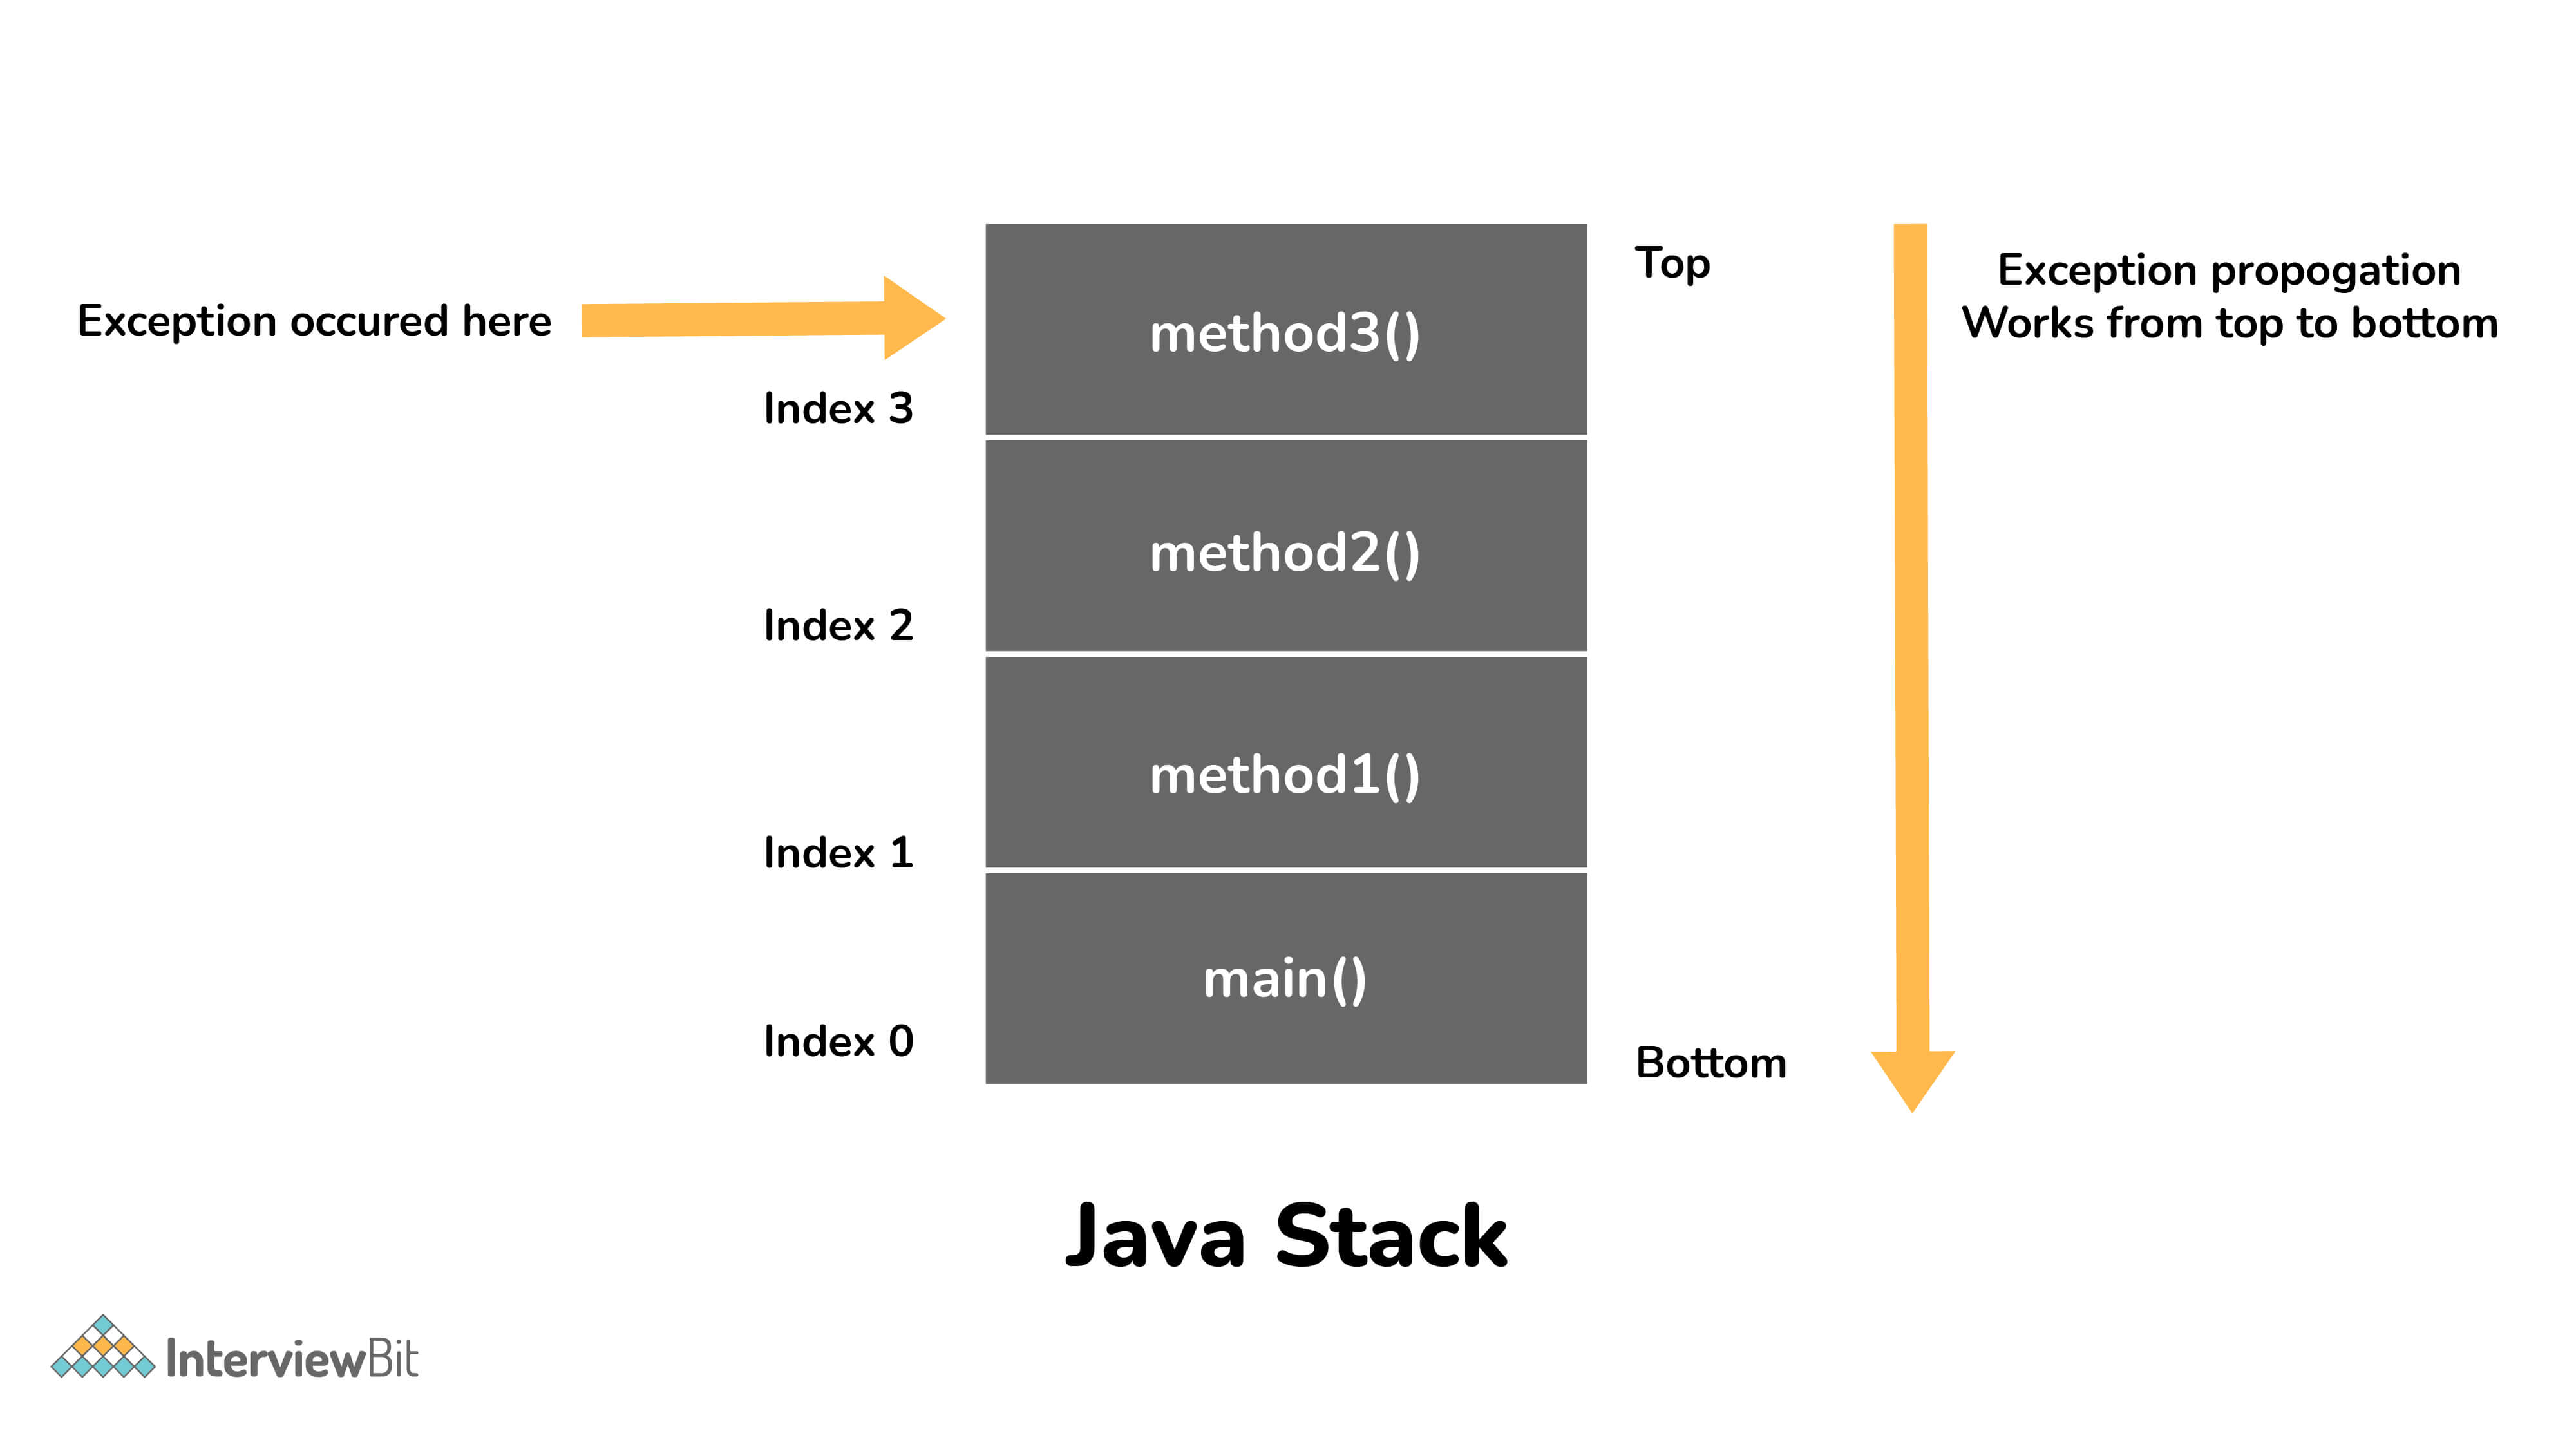 Top
Exception propogation
Works from top to bottom
Exception occured here
method3()
Index 3
method2()
Index 2
method1()
Index 1
main()
Index 0
Bottom
Java Stack
InterviewBit